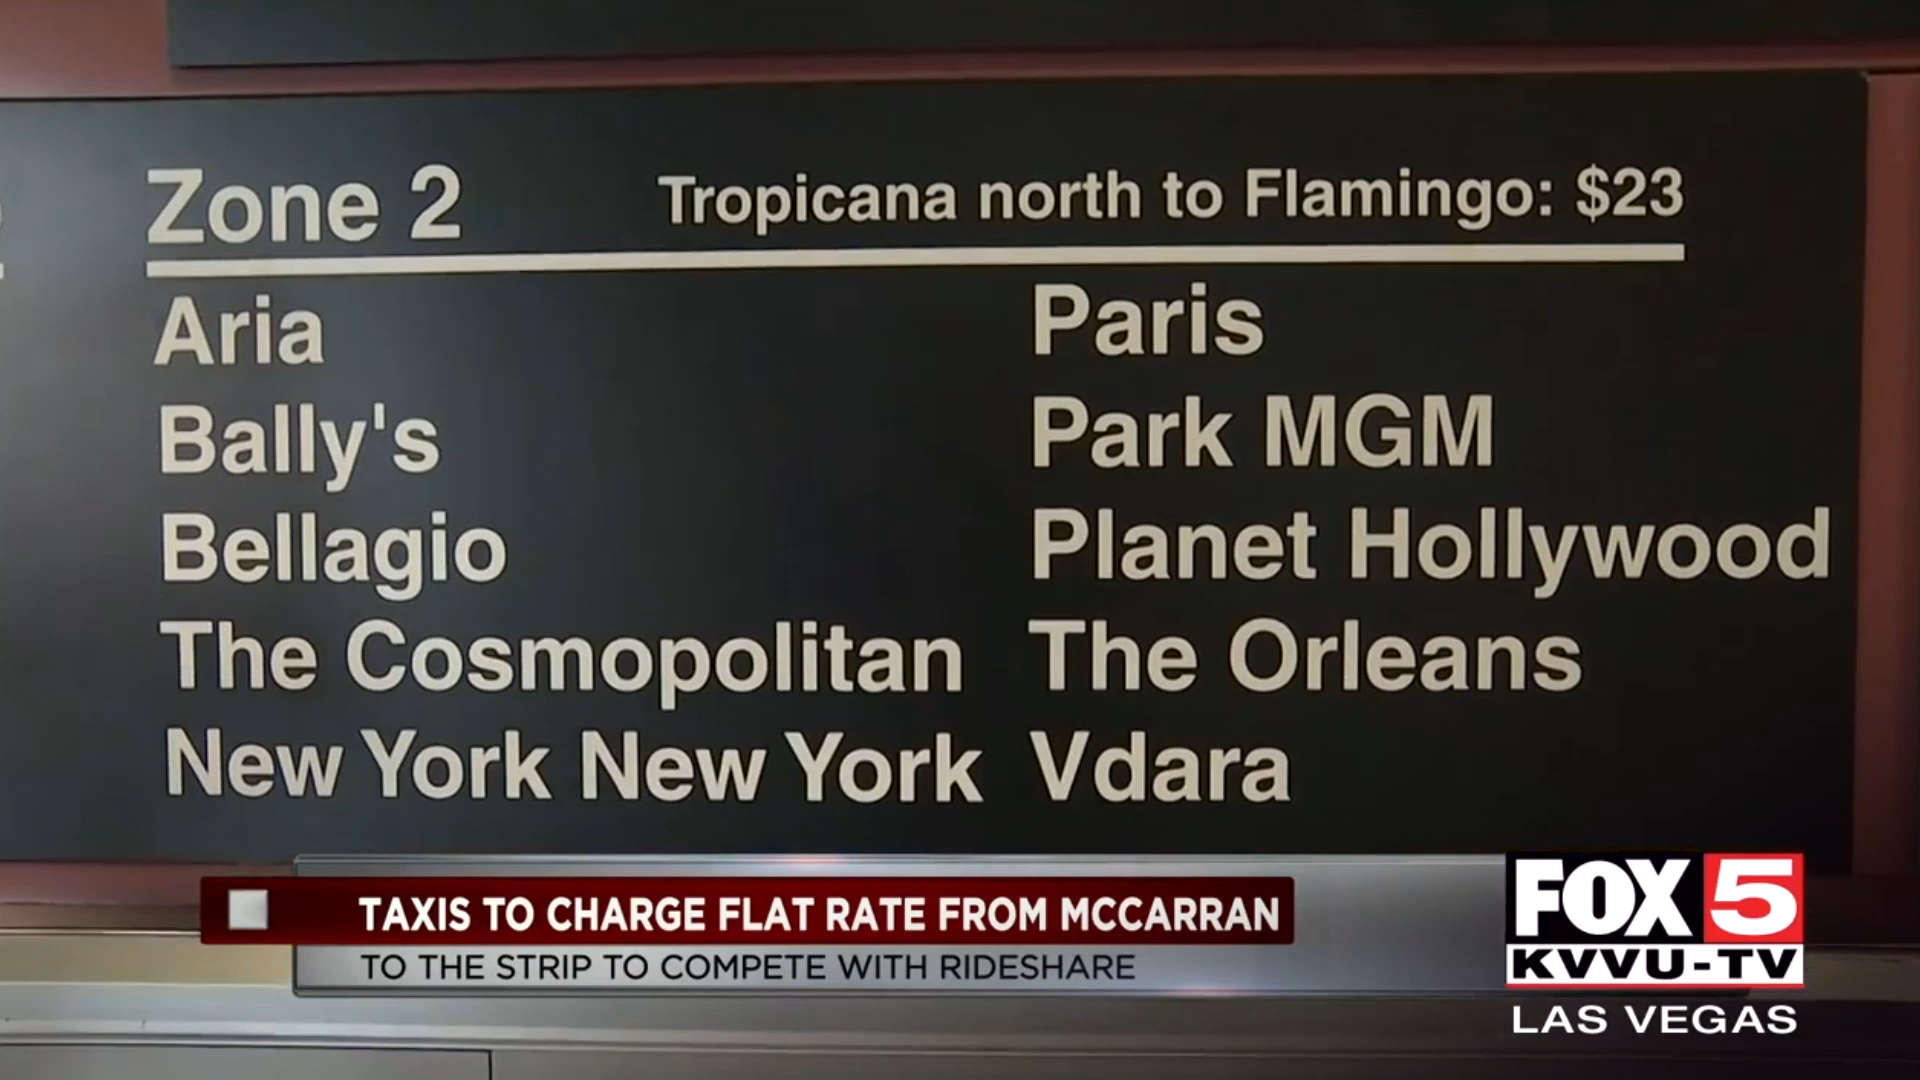 Zone 2 Tropicana north to Flamingo: $23
Aria
Bally's
Bellagio
The Cosmopolitan
New York New York
Paris
Park MGM
Planet Hollywood
The Orleans
Vdara
TAXIS TO CHARGE FLAT RATE FROM MCCARRAN
TO THE STRIP TO COMPETE WITH RIDESHARE
FOX 5
KVVU-TV
LAS VEGAS